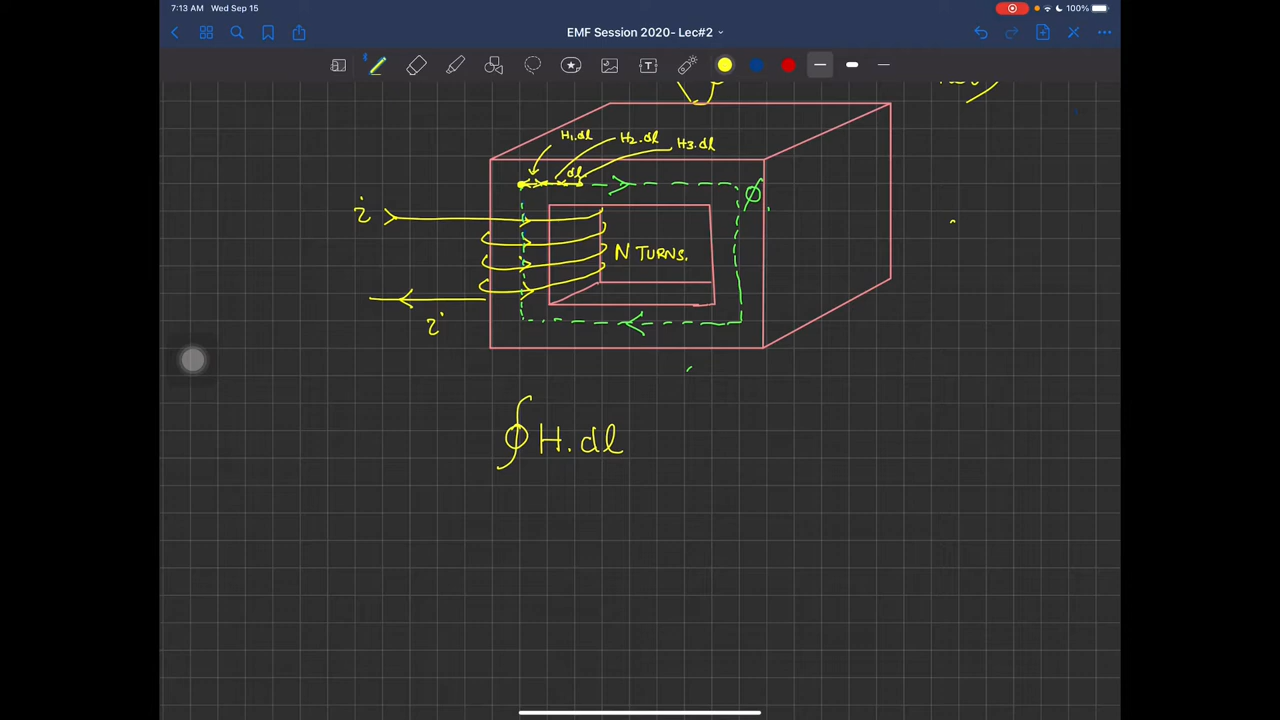 7:13 AM Wed Sep 15
100%
EMF Session 2020- Lec#2
H₁.dl
H₂.dl
H₃.dl
dl
ϕ
i
N TURNS.
i
∮ H.dl